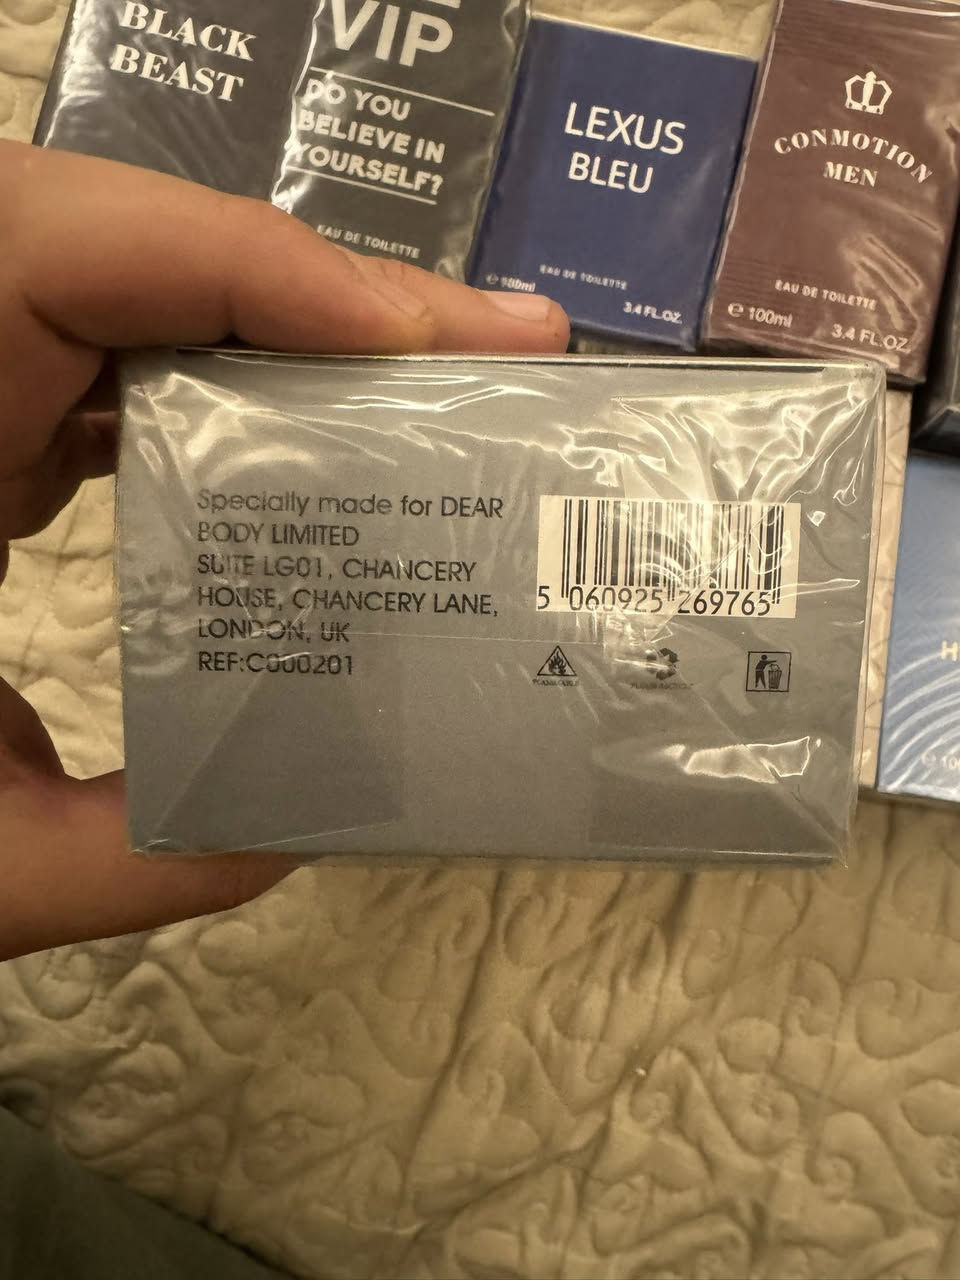 BLACK
BEAST
VIP
DO YOU
BELIEVE IN
YOURSELF?
EAU DE TOILETTE
LEXUS
BLEU
EAU DE TOILETTE
℮ 100ml
3.4 FL.OZ.
CONMOTION
MEN
EAU DE TOILETTE
℮ 100ml
3.4 FL.OZ.
Specially made for DEAR
BODY LIMITED
SUITE LG01, CHANCERY
HOUSE, CHANCERY LANE,
LONDON, UK
REF:C000201
5 060925 269765
H